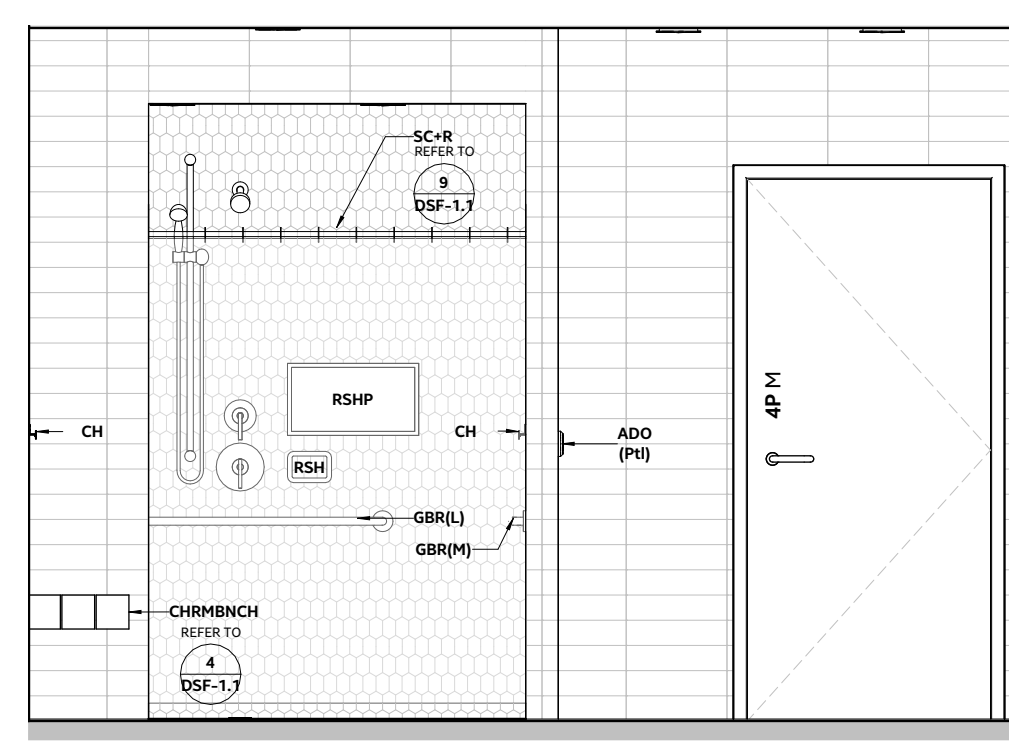 SC+R
REFER TO
9
DSF-1.1
RSHP
4P M
CH
CH
ADO
(Ptl)
RSH
GBR(L)
GBR(M)
CHRMBNCH
REFER TO
4
DSF-1.1